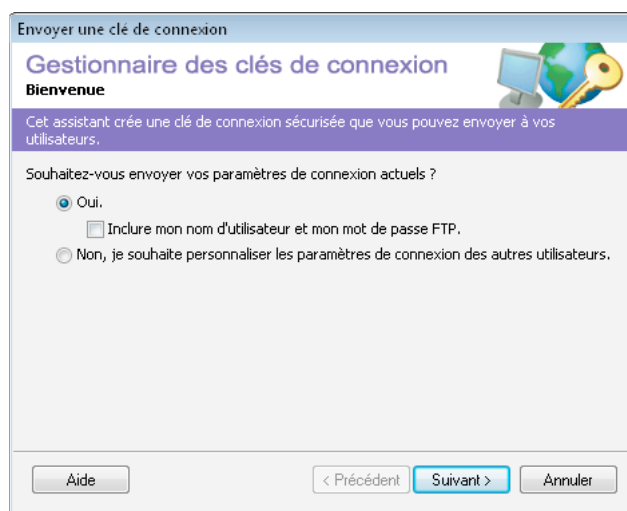 Envoyer une clé de connexion
Gestionnaire des clés de connexion
Bienvenue
Cet assistant crée une clé de connexion sécurisée que vous pouvez envoyer à vos
utilisateurs.
Souhaitez-vous envoyer vos paramètres de connexion actuels ?
Oui.
Inclure mon nom d'utilisateur et mon mot de passe FTP.
Non, je souhaite personnaliser les paramètres de connexion des autres utilisateurs.
Aide < Précédent Suivant > Annuler